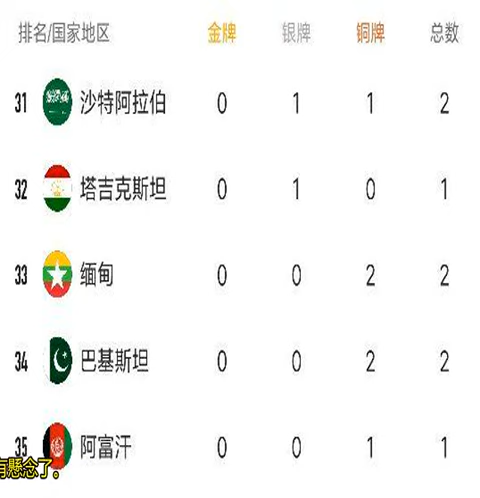 排名/国家地区 金牌 银牌 铜牌 总数
31 沙特阿拉伯 0 1 1 2
32 塔吉克斯坦 0 1 0 1
33 缅甸 0 0 2 2
34 巴基斯坦 0 0 2 2
35 阿富汗 0 0 1 1
有懸念了。